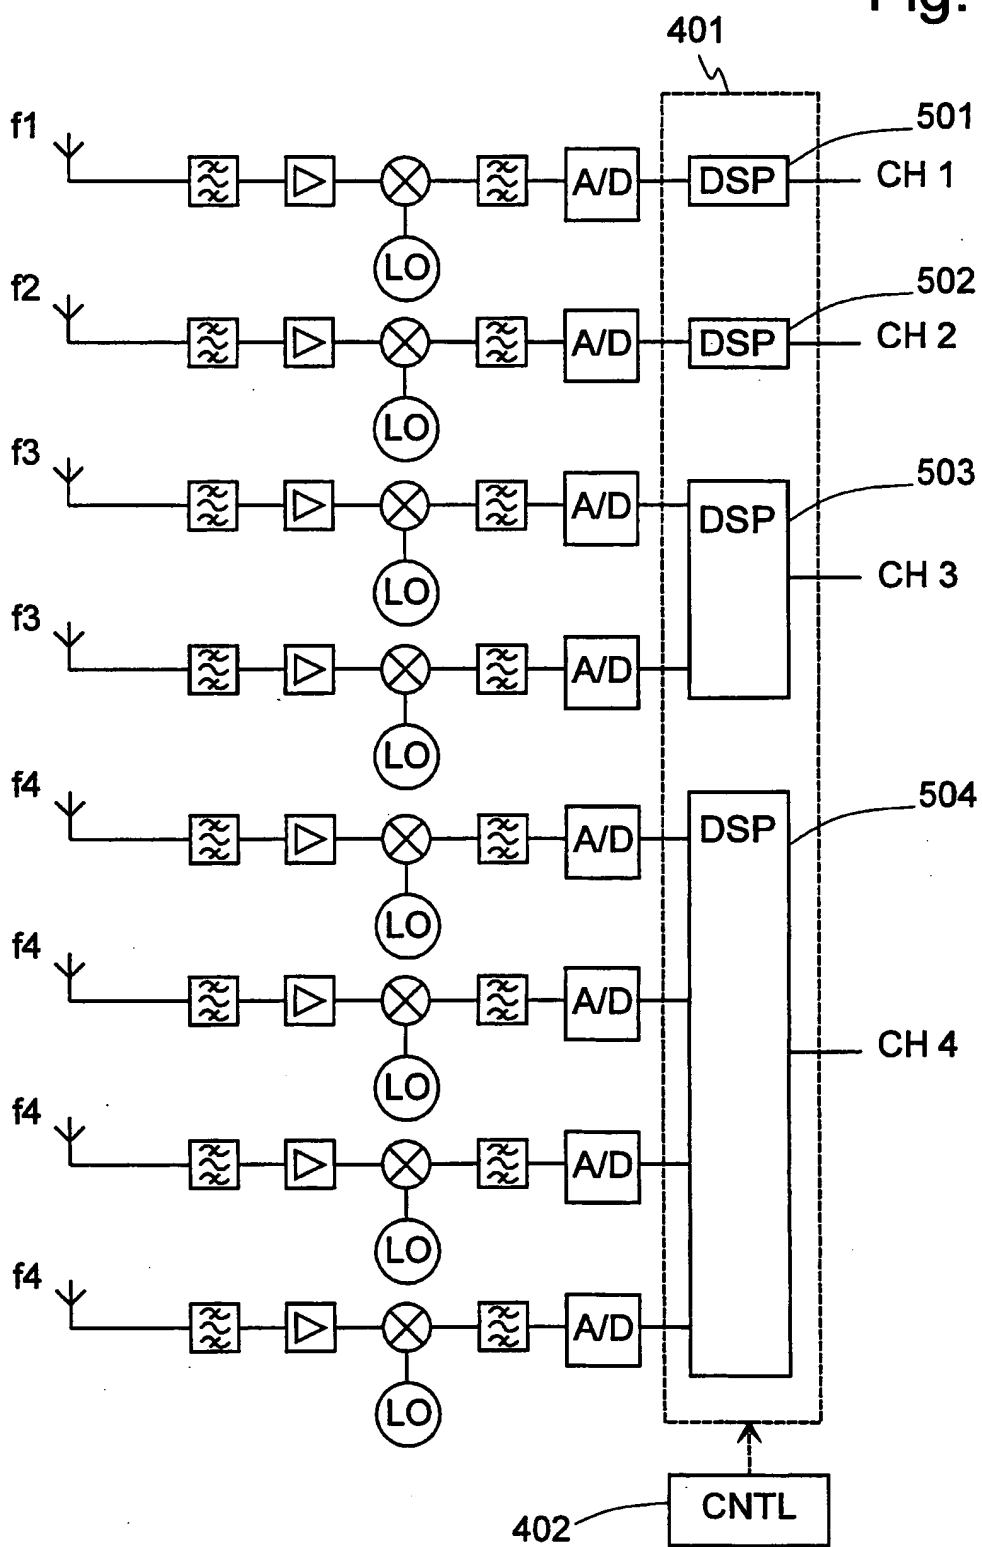 Fig.
401
f1
501
A/D
DSP
CH 1
LO
f2
502
A/D
DSP
CH 2
LO
f3
503
A/D
DSP
LO
CH 3
f3
A/D
LO
f4
504
A/D
DSP
LO
f4
A/D
CH 4
LO
f4
A/D
LO
f4
A/D
LO
CNTL
402